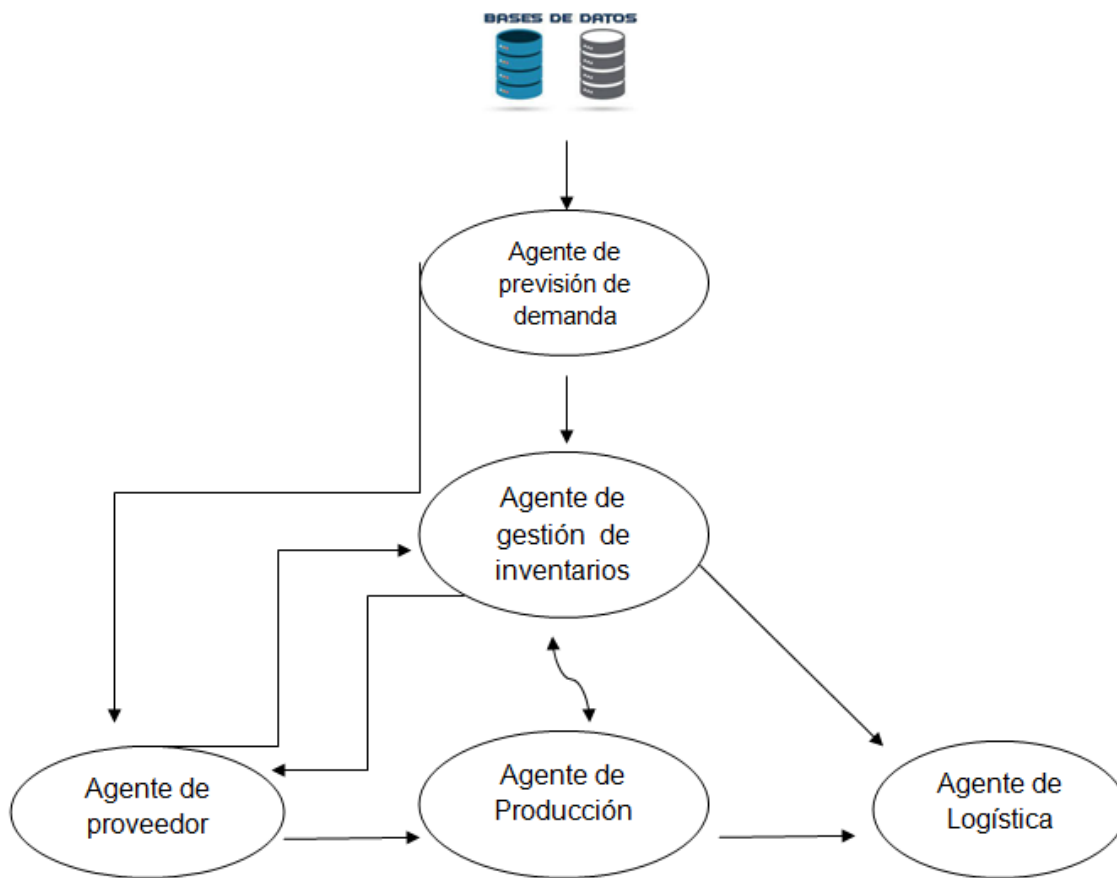 BASES DE DATOS
Agente de
previsión de
demanda
Agente de
gestión de
inventarios
Agente de
proveedor
Agente de
Producción
Agente de
Logística